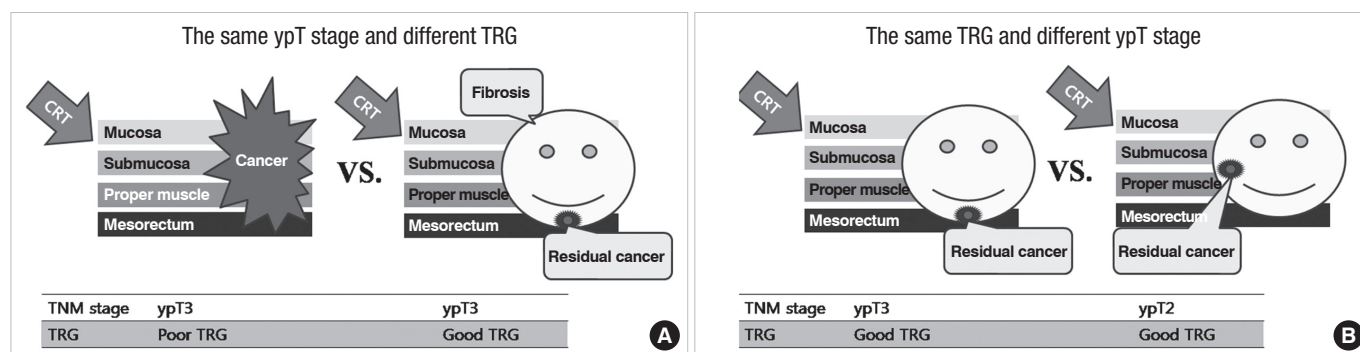 The same ypT stage and different TRG
CRT
Mucosa
Submucosa
Proper muscle
Mesorectum
Cancer
VS.
CRT
Fibrosis
Mucosa
Submucosa
Proper muscle
Mesorectum
Residual cancer
TNM stage ypT3 ypT3
TRG Poor TRG Good TRG
A
The same TRG and different ypT stage
CRT
Mucosa
Submucosa
Proper muscle
Mesorectum
Residual cancer
VS.
CRT
Mucosa
Submucosa
Proper muscle
Mesorectum
Residual cancer
TNM stage ypT3 ypT2
TRG Good TRG Good TRG
B